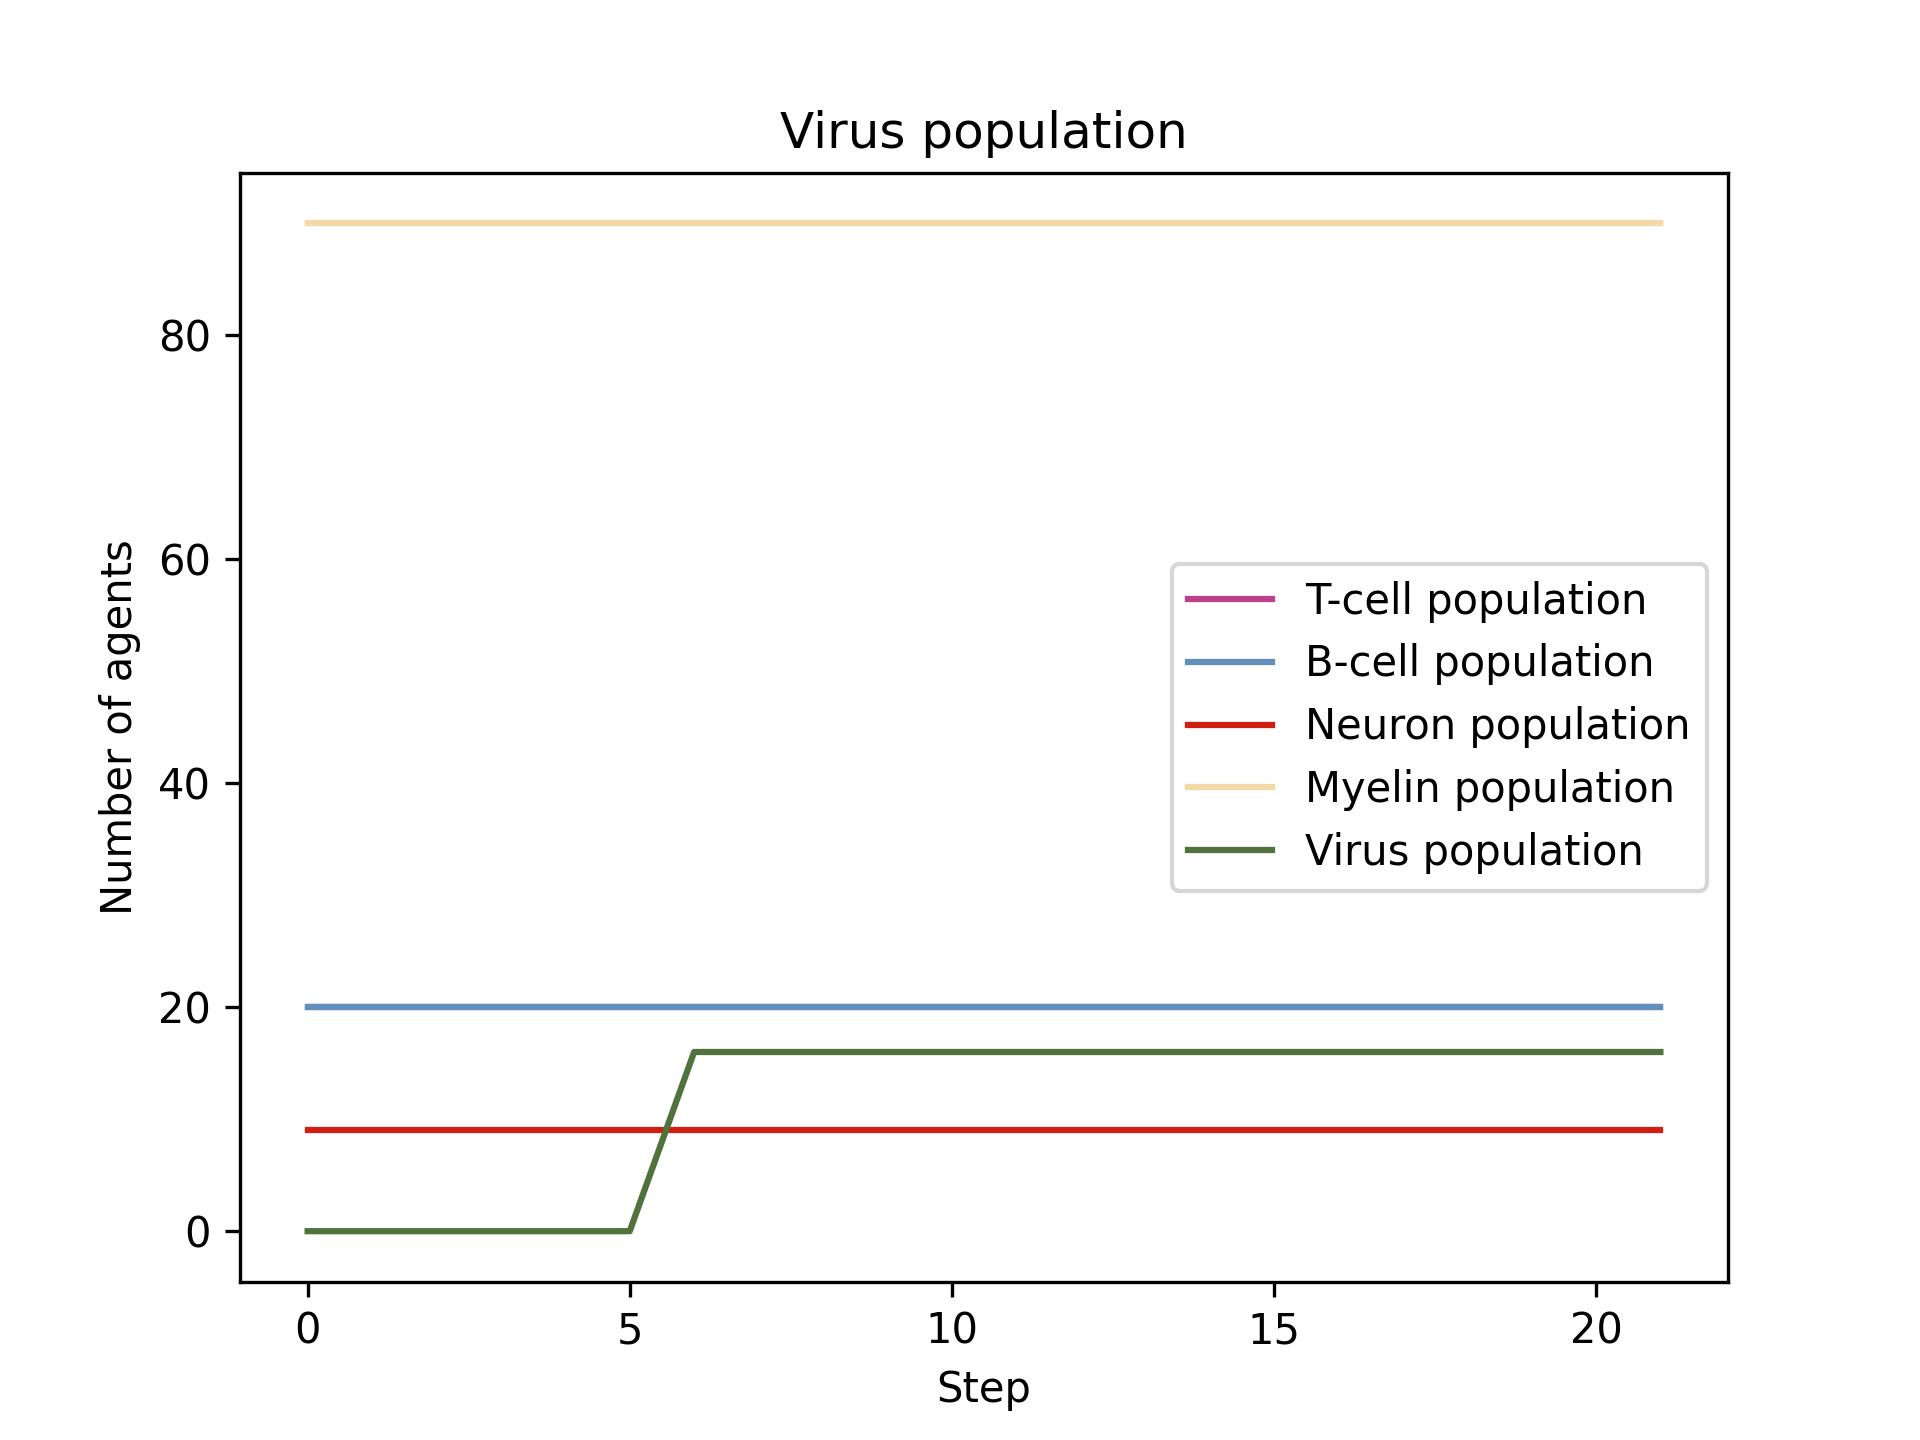 Virus population
80
60
40
20
0
Number of agents
T-cell population
B-cell population
Neuron population
Myelin population
Virus population
0 5 10 15 20
Step